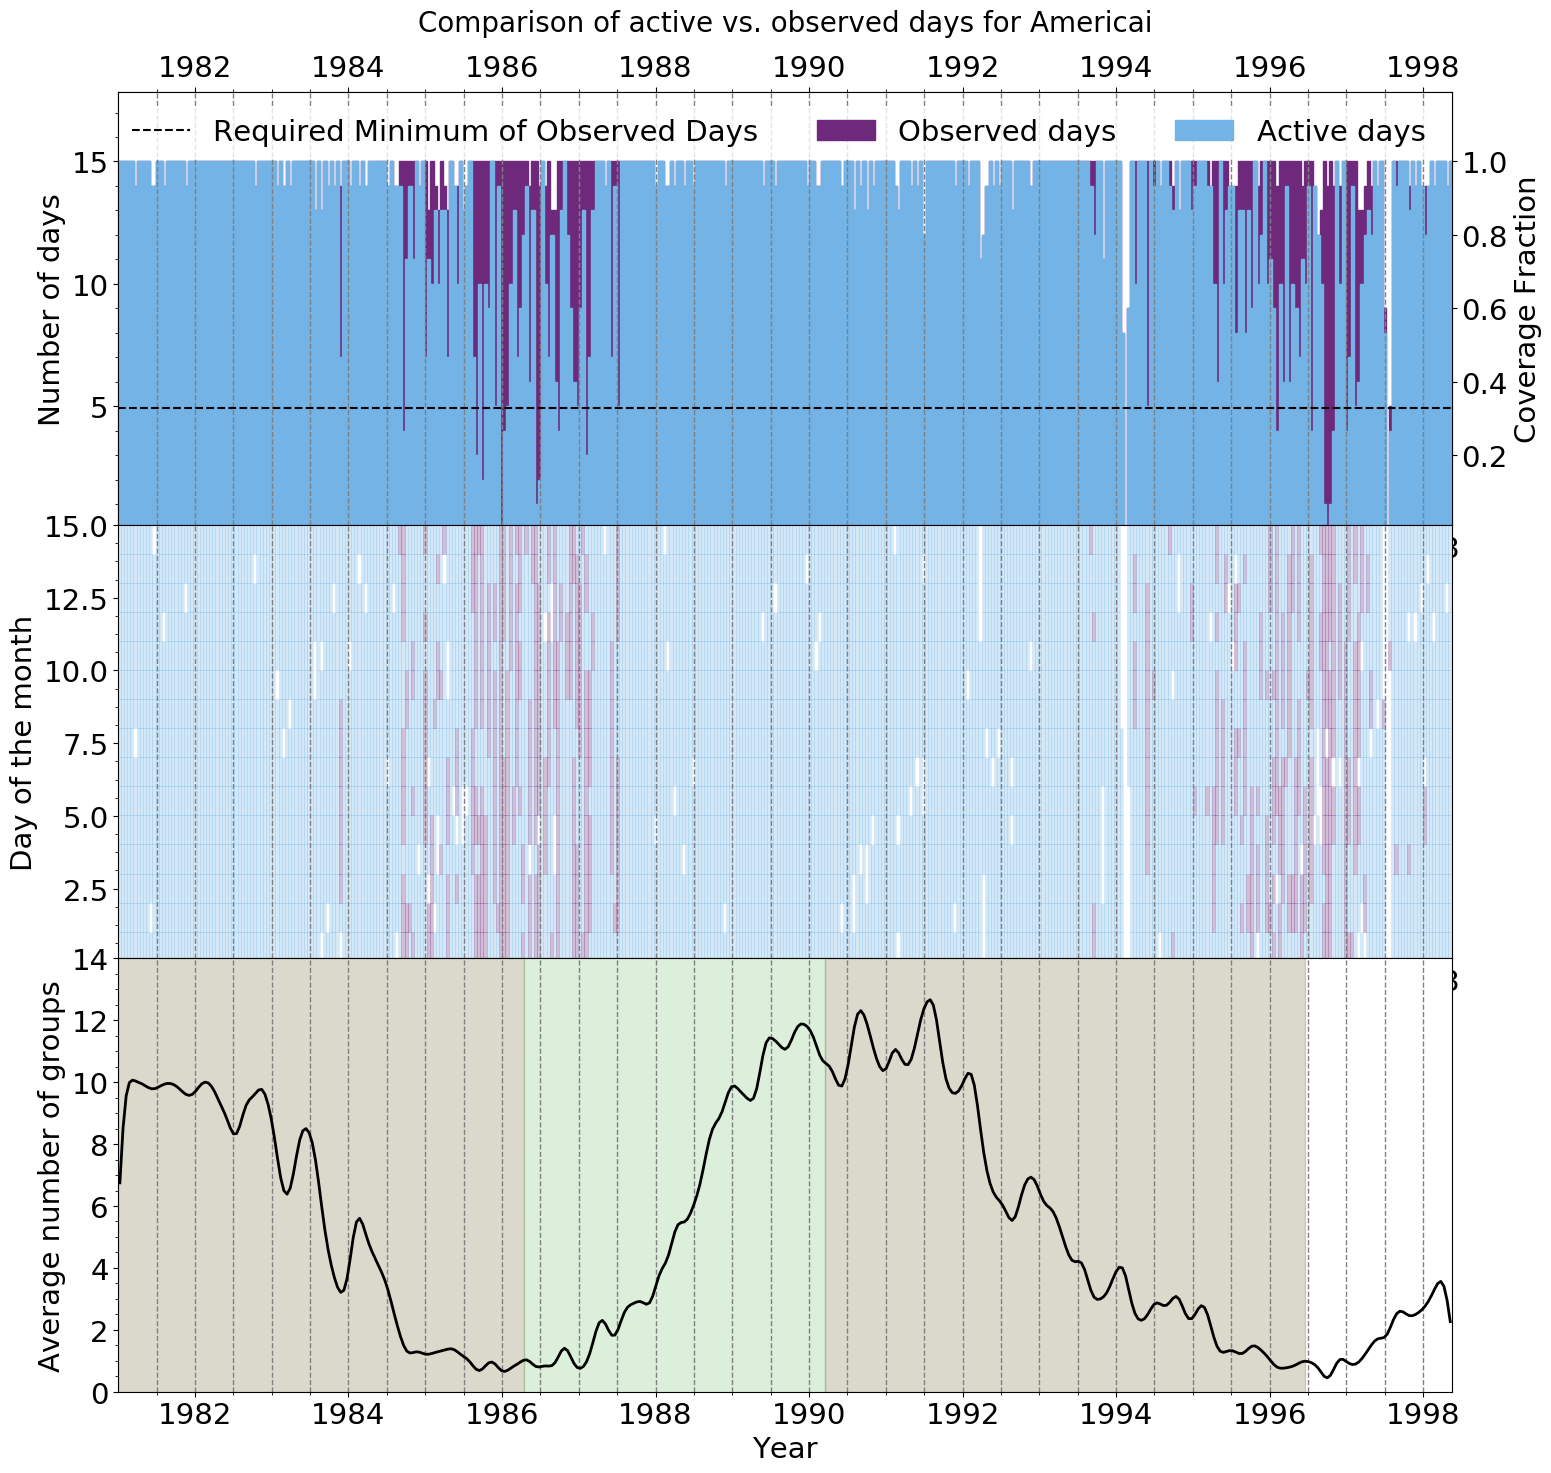 Comparison of active vs. observed days for Americai
1982 1984 1986 1988 1990 1992 1994 1996 1998
Required Minimum of Observed Days Observed days Active days
15 1.0
0.8
10
0.6
0.4
5
0.2
Number of days
Coverage Fraction
15.0
8
12.5
10.0
7.5
5.0
2.5
Day of the month
14
8
12
10
8
6
4
2
0
Average number of groups
1982 1984 1986 1988 1990 1992 1994 1996 1998
Year